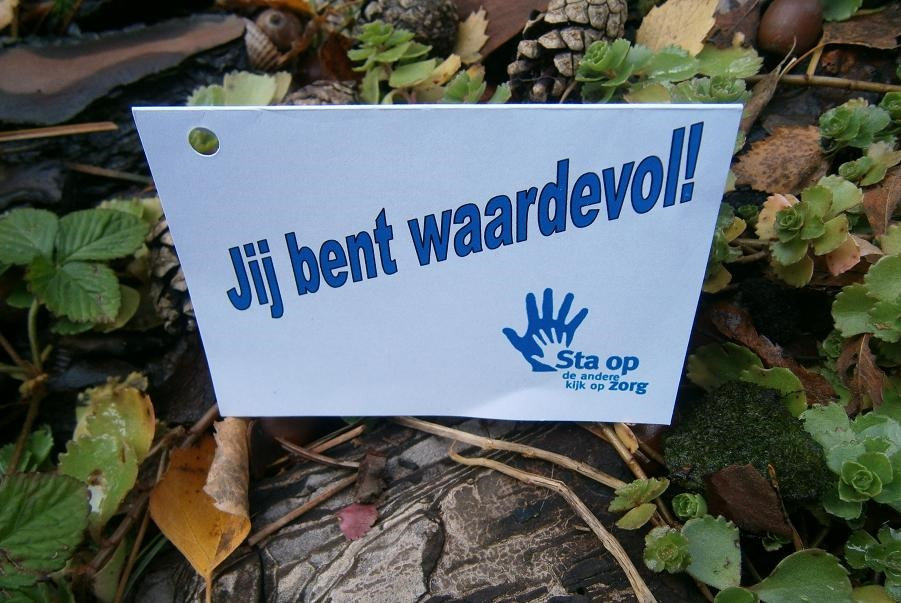 Jij bent waardevol!
Sta op
de andere
kijk op zorg